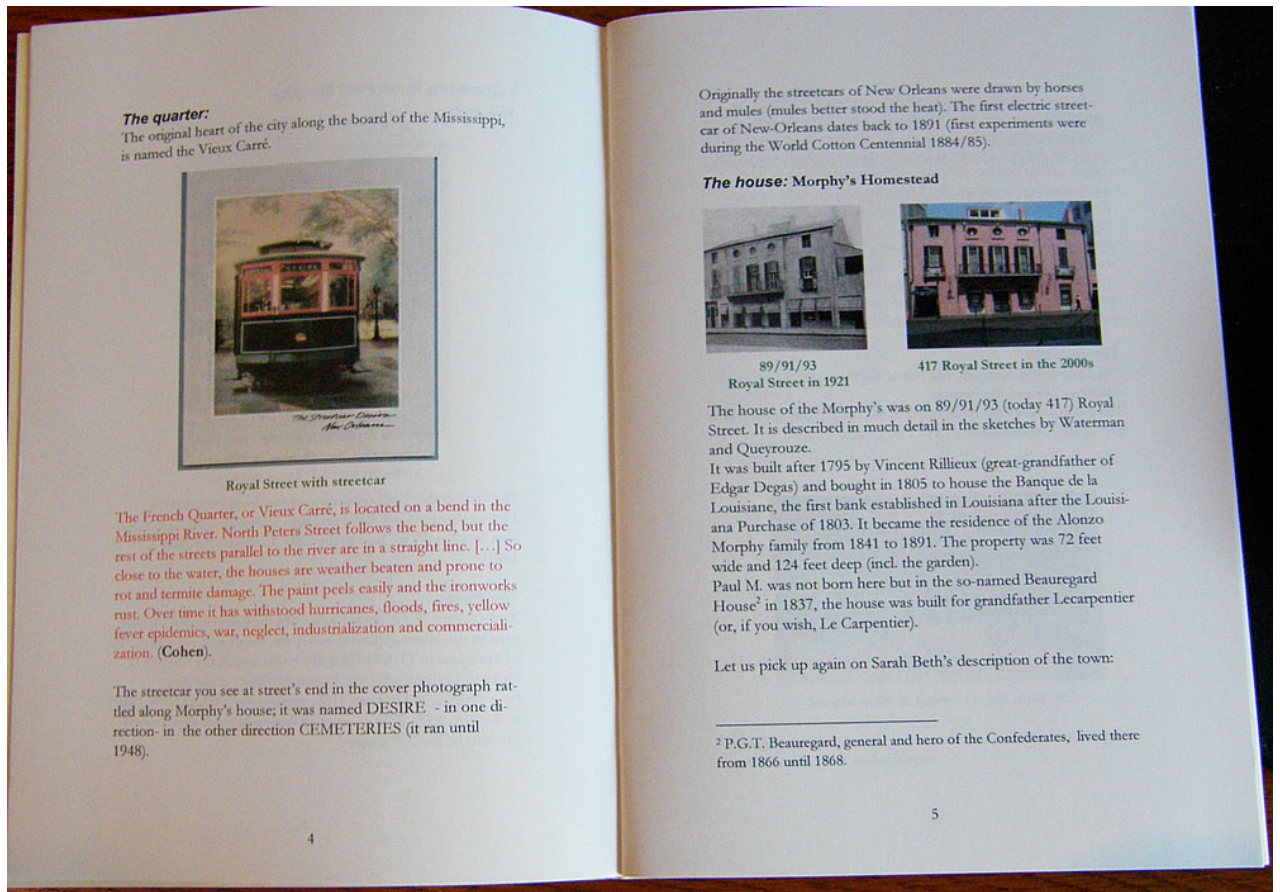 The quarter:
The original heart of the city along the board of the Mississippi,
is named the Vieux Carré.
The Streetcar Desire
New Orleans
Royal Street with streetcar
The French Quarter, or Vieux Carré, is located on a bend in the
Mississippi River. North Peters Street follows the bend, but the
rest of the streets parallel to the river are in a straight line. […] So
close to the water, the houses are weather beaten and prone to
rot and termite damage. The paint peels easily and the ironworks
rust. Over time it has withstood hurricanes, floods, fires, yellow
fever epidemics, war, neglect, industrialization and commerciali-
zation. (Cohen).
The streetcar you see at street's end in the cover photograph rat-
tled along Morphy's house; it was named DESIRE - in one di-
rection- in the other direction CEMETERIES (it ran until
1948).
4
Originally the streetcars of New Orleans were drawn by horses
and mules (mules better stood the heat). The first electric street-
car of New-Orleans dates back to 1891 (first experiments were
during the World Cotton Centennial 1884/85).
The house: Morphy's Homestead
89/91/93
Royal Street in 1921
417 Royal Street in the 2000s
The house of the Morphy's was on 89/91/93 (today 417) Royal
Street. It is described in much detail in the sketches by Waterman
and Queyrouze.
It was built after 1795 by Vincent Rillieux (great-grandfather of
Edgar Degas) and bought in 1805 to house the Banque de la
Louisiane, the first bank established in Louisiana after the Louisi-
ana Purchase of 1803. It became the residence of the Alonzo
Morphy family from 1841 to 1891. The property was 72 feet
wide and 124 feet deep (incl. the garden).
Paul M. was not born here but in the so-named Beauregard
House² in 1837, the house was built for grandfather Lecarpentier
(or, if you wish, Le Carpentier).
Let us pick up again on Sarah Beth's description of the town:
² P.G.T. Beauregard, general and hero of the Confederates, lived there
from 1866 until 1868.
5